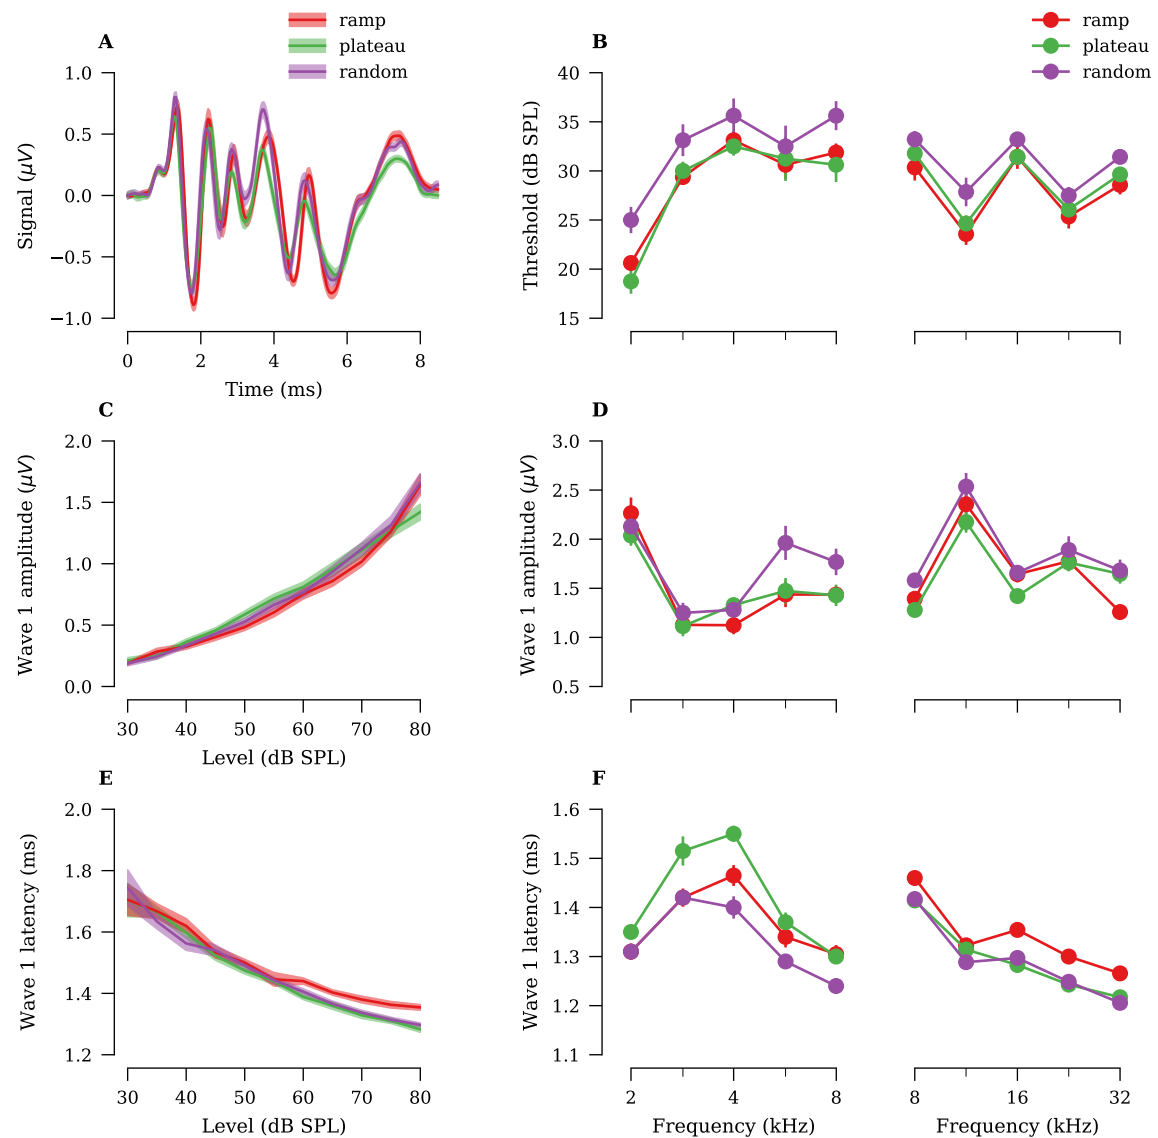 ramp
plateau
random
A
1.0
0.5
0.0
−0.5
−1.0
Signal (μV)
0 2 4 6 8
Time (ms)
ramp
plateau
random
B
40
35
30
25
20
15
Threshold (dB SPL)
C
2.0
1.5
1.0
0.5
0.0
Wave 1 amplitude (μV)
30 40 50 60 70 80
Level (dB SPL)
D
3.0
2.5
2.0
1.5
1.0
0.5
Wave 1 amplitude (μV)
E
2.0
1.8
1.6
1.4
1.2
Wave 1 latency (ms)
30 40 50 60 70 80
Level (dB SPL)
F
1.6
1.5
1.4
1.3
1.2
1.1
Wave 1 latency (ms)
2 4 8
Frequency (kHz)
8 16 32
Frequency (kHz)